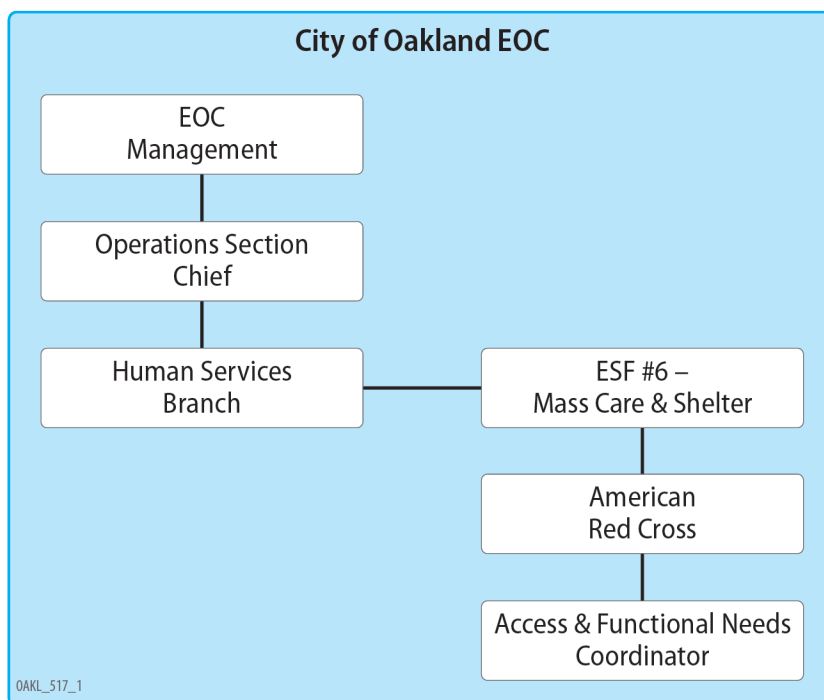 City of Oakland EOC
EOC
Management
Operations Section
Chief
Human Services
Branch
ESF #6 –
Mass Care & Shelter
American
Red Cross
Access & Functional Needs
Coordinator
OAKL_517_1